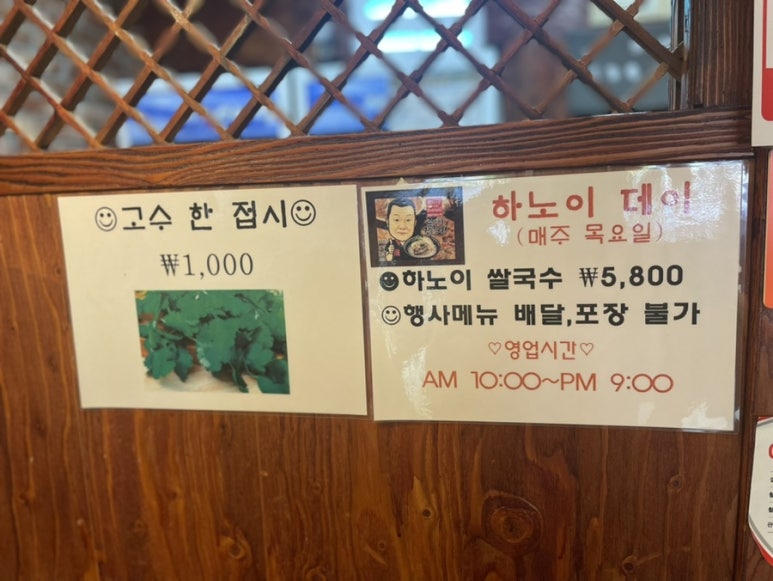 ☺고수 한 접시☺
₩1,000
하노이 데이
(매주 목요일)
☻하노이 쌀국수 ₩5,800
☺행사메뉴 배달,포장 불가
♡영업시간♡
AM 10:00~PM 9:00